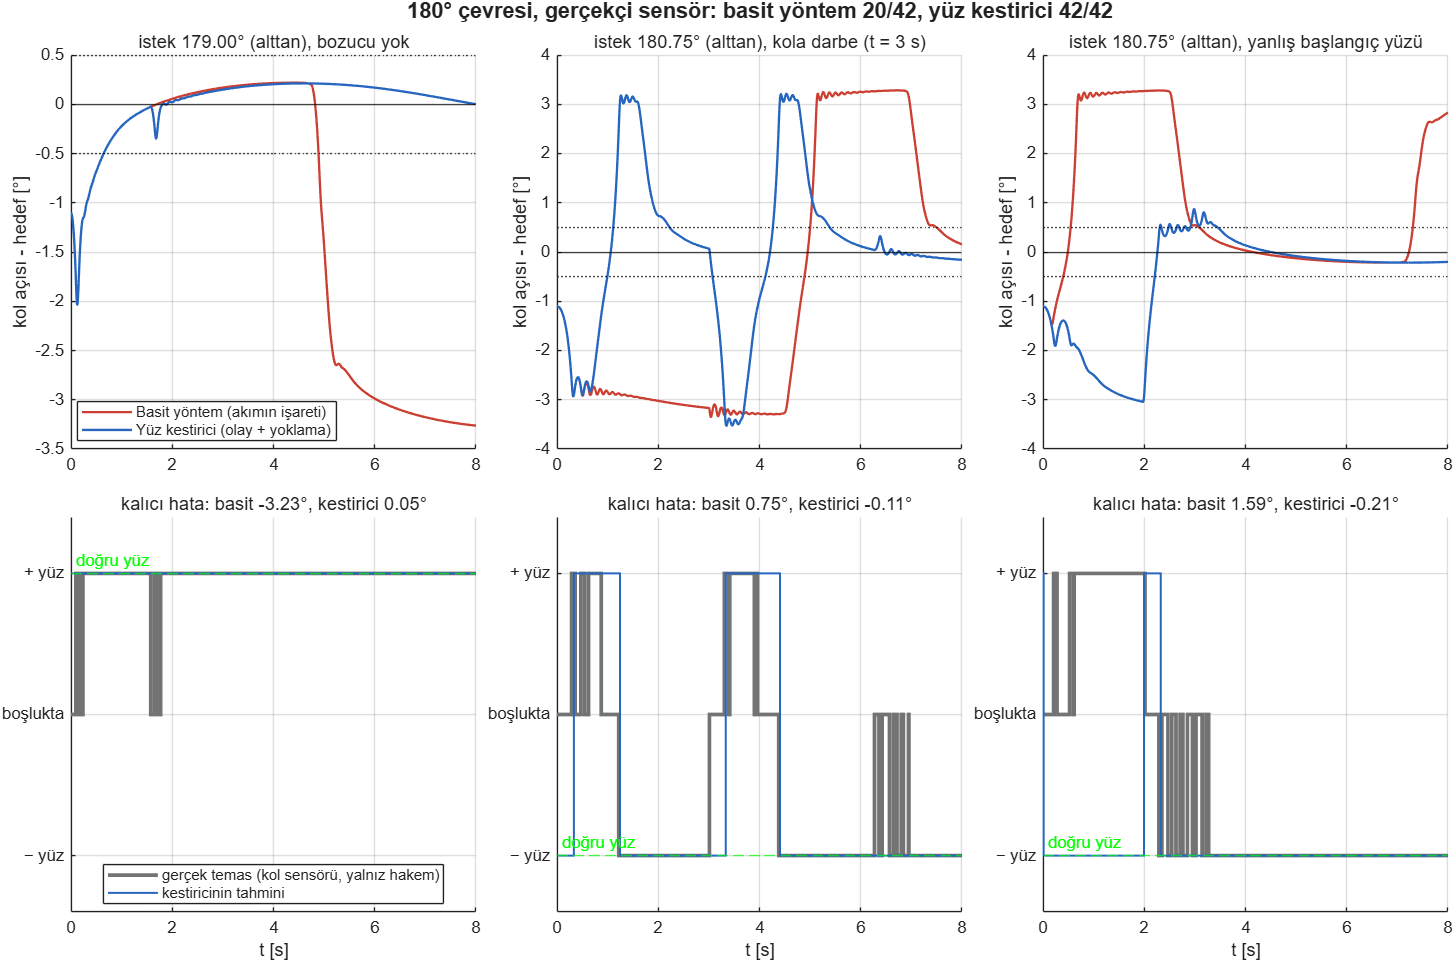 180° çevresi, gerçekçi sensör: basit yöntem 20/42, yüz kestirici 42/42
istek 179.00° (alttan), bozucu yok
istek 180.75° (alttan), kola darbe (t = 3 s)
istek 180.75° (alttan), yanlış başlangıç yüzü
kol açısı - hedef [°]
0.5
0
-0.5
-1
-1.5
-2
-2.5
-3
-3.5
0
2
4
6
8
Basit yöntem (akımın işareti)
Yüz kestirici (olay + yoklama)
kol açısı - hedef [°]
4
3
2
1
0
-1
-2
-3
-4
0
2
4
6
8
kol açısı - hedef [°]
4
3
2
1
0
-1
-2
-3
-4
0
2
4
6
8
kalıcı hata: basit -3.23°, kestirici 0.05°
kalıcı hata: basit 0.75°, kestirici -0.11°
kalıcı hata: basit 1.59°, kestirici -0.21°
doğru yüz
+ yüz
boşlukta
− yüz
gerçek temas (kol sensörü, yalnız hakem)
kestiricinin tahmini
0
2
4
6
8
t [s]
+ yüz
boşlukta
doğru yüz
− yüz
0
2
4
6
8
t [s]
+ yüz
boşlukta
doğru yüz
− yüz
0
2
4
6
8
t [s]